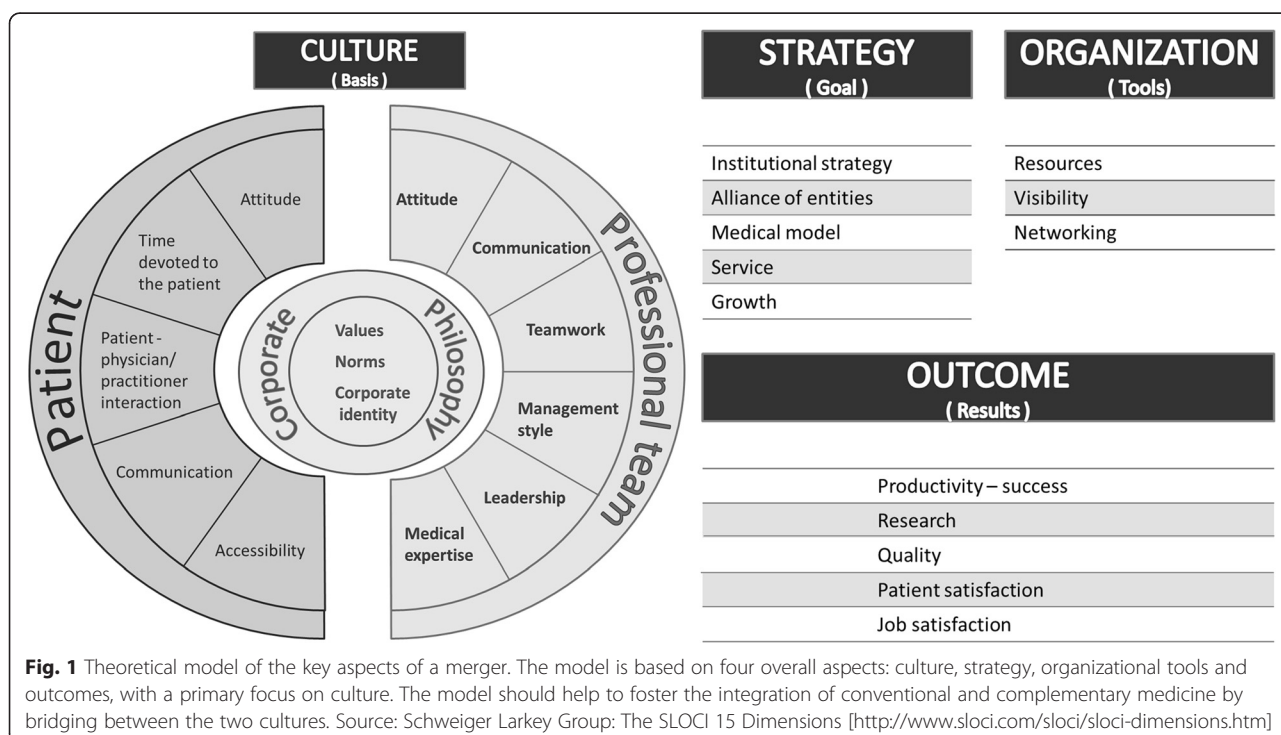 CULTURE
( Basis )
Patient
Attitude
Time
devoted to
the patient
Patient -
physician/
practitioner
interaction
Communication
Accessibility
Corporate Philosophy
Values
Norms
Corporate
identity
Professional team
Attitude
Communication
Teamwork
Management
style
Leadership
Medical
expertise
STRATEGY
( Goal )
Institutional strategy
Alliance of entities
Medical model
Service
Growth
ORGANIZATION
( Tools)
Resources
Visibility
Networking
OUTCOME
( Results )
Productivity – success
Research
Quality
Patient satisfaction
Job satisfaction
Fig. 1 Theoretical model of the key aspects of a merger. The model is based on four overall aspects: culture, strategy, organizational tools and
outcomes, with a primary focus on culture. The model should help to foster the integration of conventional and complementary medicine by
bridging between the two cultures. Source: Schweiger Larkey Group: The SLOCI 15 Dimensions [http://www.sloci.com/sloci/sloci-dimensions.htm]